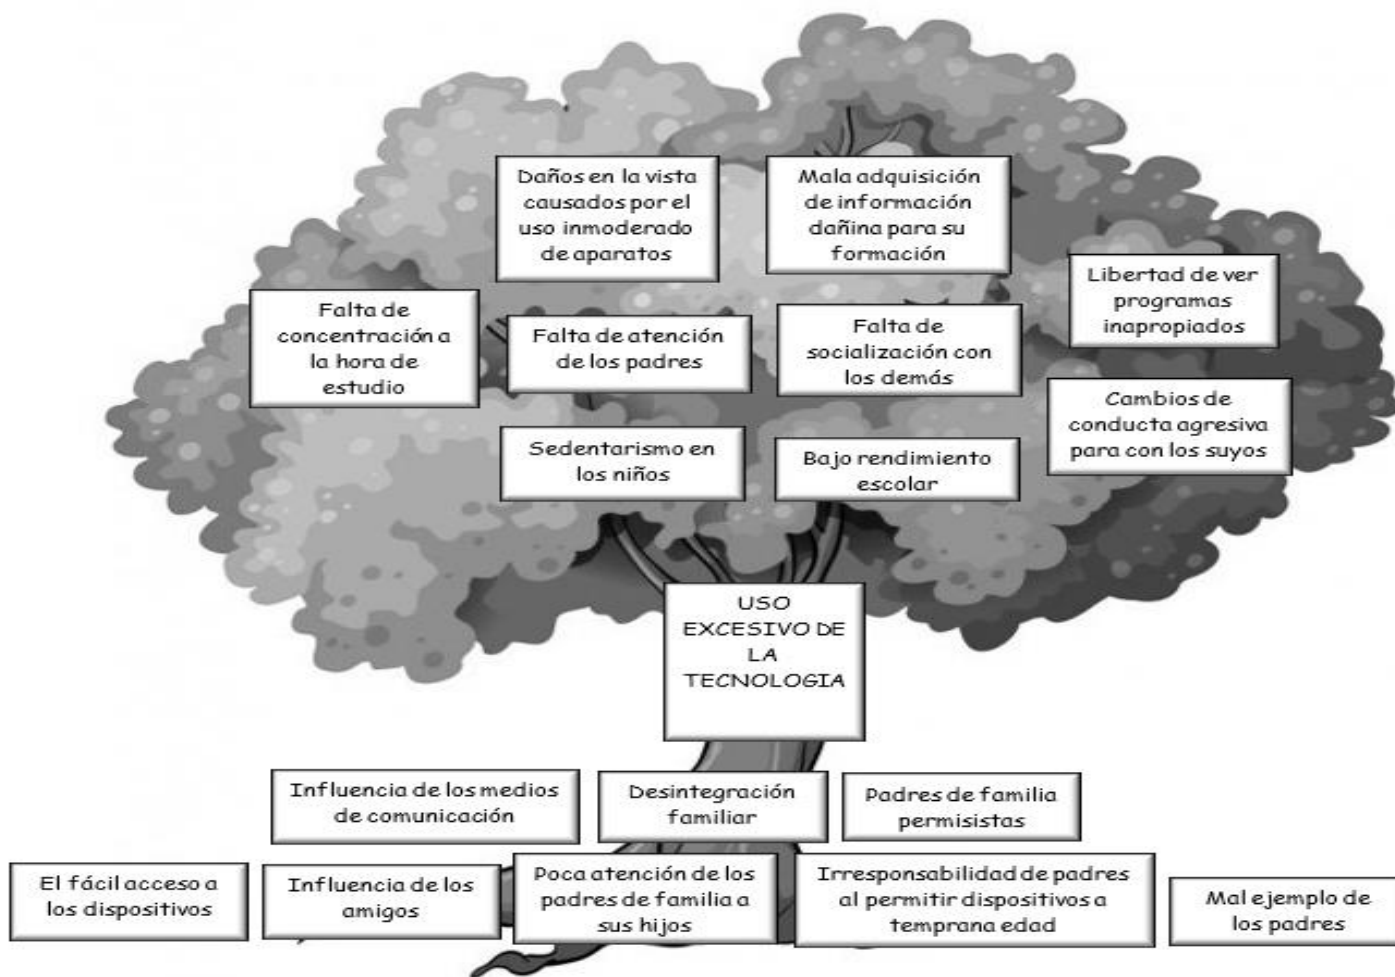 Daños en la vista
causados por el
uso inmoderado
de aparatos
Mala adquisición
de información
dañina para su
formación
Libertad de ver
programas
inapropiados
Falta de
concentración a
la hora de
estudio
Falta de atención
de los padres
Falta de
socialización con
los demás
Cambios de
conducta agresiva
para con los suyos
Sedentarismo en
los niños
Bajo rendimiento
escolar
USO
EXCESIVO DE
LA
TECNOLOGIA
Influencia de los medios
de comunicación
Desintegración
familiar
Padres de familia
permisistas
El fácil acceso a
los dispositivos
Influencia de los
amigos
Poca atención de los
padres de familia a
sus hijos
Irresponsabilidad de padres
al permitir dispositivos a
temprana edad
Mal ejemplo de
los padres